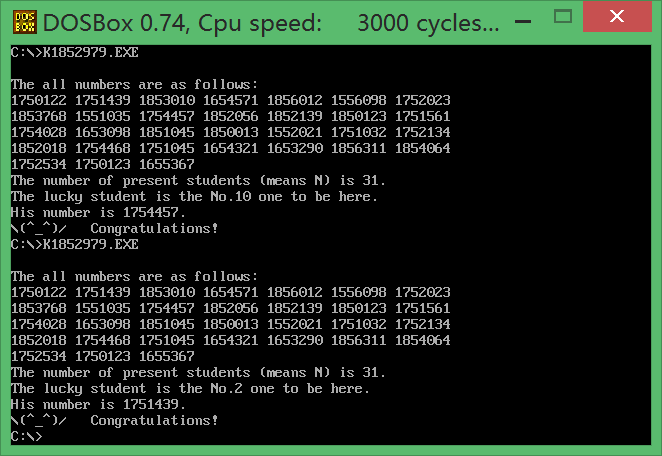 DOS
BOX
DOSBox 0.74, Cpu speed: 3000 cycles...
C:\>K1852979.EXE
The all numbers are as follows:
1750122 1751439 1853010 1654571 1856012 1556098 1752023
1853768 1551035 1754457 1852056 1852139 1850123 1751561
1754028 1653098 1851045 1850013 1552021 1751032 1752134
1852018 1754468 1751045 1654321 1653290 1856311 1854064
1752534 1750123 1655367
The number of present students (means N) is 31.
The lucky student is the No.10 one to be here.
His number is 1754457.
\(^_^)/   Congratulations!
C:\>K1852979.EXE
The all numbers are as follows:
1750122 1751439 1853010 1654571 1856012 1556098 1752023
1853768 1551035 1754457 1852056 1852139 1850123 1751561
1754028 1653098 1851045 1850013 1552021 1751032 1752134
1852018 1754468 1751045 1654321 1653290 1856311 1854064
1752534 1750123 1655367
The number of present students (means N) is 31.
The lucky student is the No.2 one to be here.
His number is 1751439.
\(^_^)/   Congratulations!
C:\>